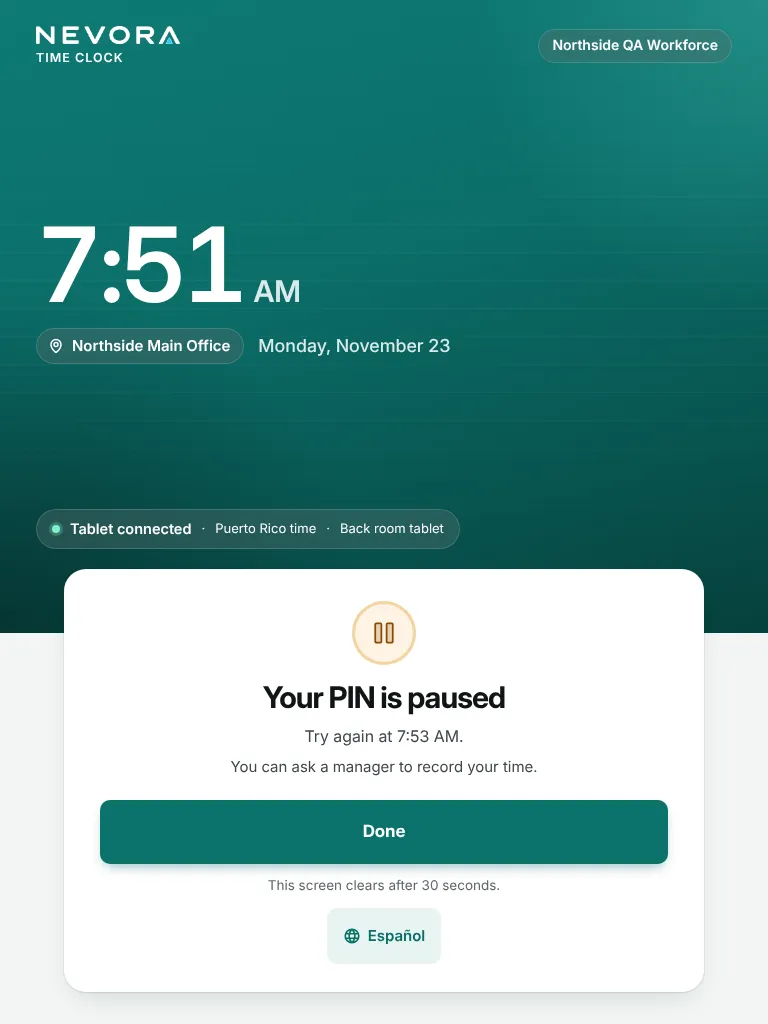 NEVORA
TIME CLOCK
Northside QA Workforce
7:51 AM
Northside Main Office
Monday, November 23
Tablet connected · Puerto Rico time · Back room tablet
Your PIN is paused
Try again at 7:53 AM.
You can ask a manager to record your time.
Done
This screen clears after 30 seconds.
Español